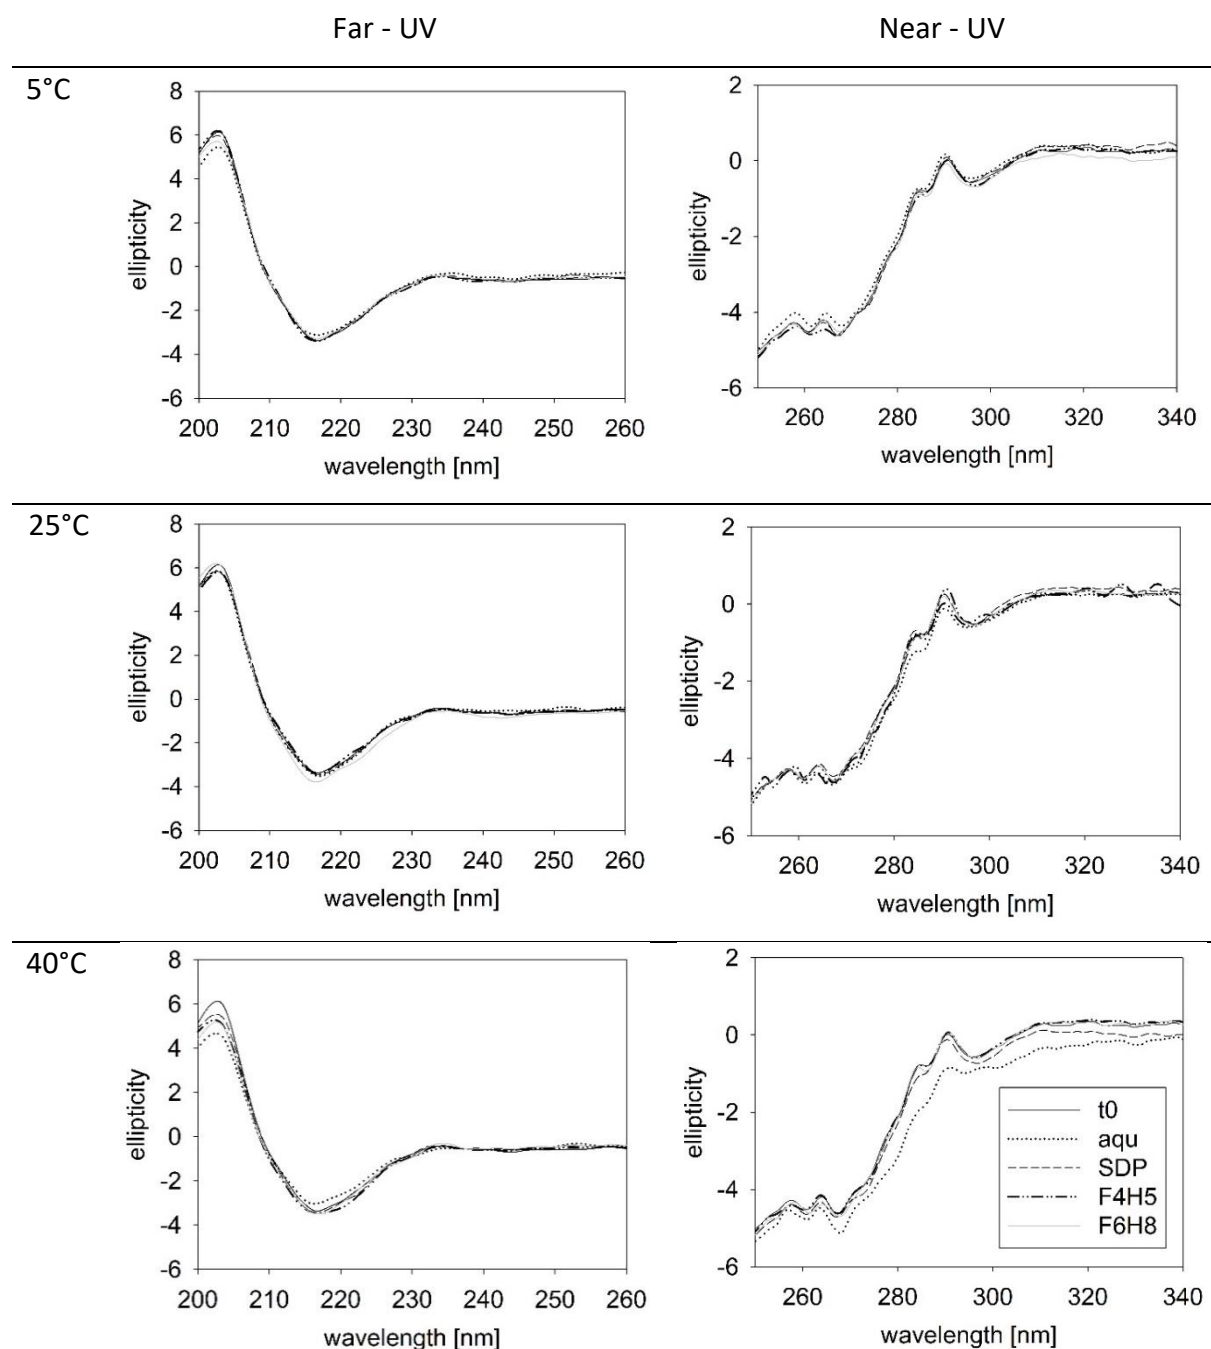 Far - UV
Near - UV
5°C
8
6
4
2
0
-2
-4
-6
ellipticity
200 210 220 230 240 250 260
wavelength [nm]
2
0
-2
-4
-6
ellipticity
260 280 300 320 340
wavelength [nm]
25°C
8
6
4
2
0
-2
-4
-6
ellipticity
200 210 220 230 240 250 260
wavelength [nm]
2
0
-2
-4
-6
ellipticity
260 280 300 320 340
wavelength [nm]
40°C
8
6
4
2
0
-2
-4
-6
ellipticity
200 210 220 230 240 250 260
wavelength [nm]
2
0
-2
-4
-6
ellipticity
t0
aqu
SDP
F4H5
F6H8
260 280 300 320 340
wavelength [nm]